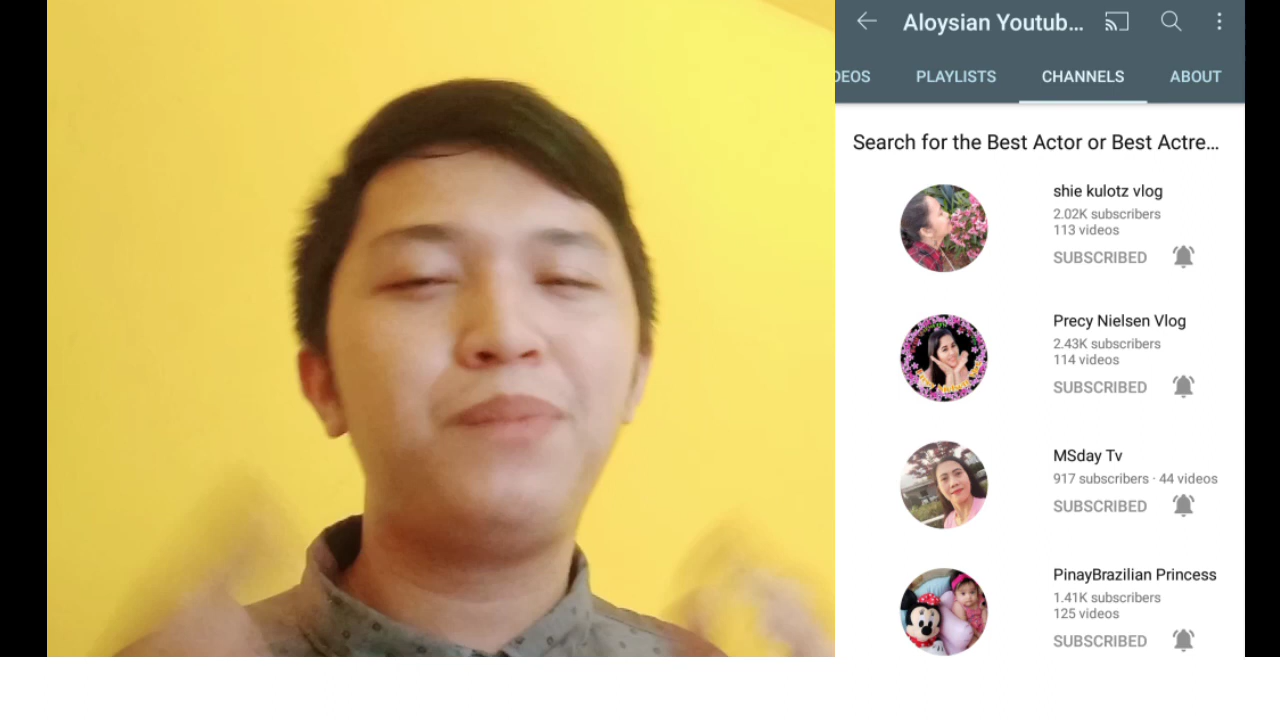 Aloysian Youtub...
DEOS PLAYLISTS CHANNELS ABOUT
Search for the Best Actor or Best Actre...
shie kulotz vlog
2.02K subscribers
113 videos
SUBSCRIBED
Precy Nielsen Vlog
2.43K subscribers
114 videos
SUBSCRIBED
MSday Tv
917 subscribers · 44 videos
SUBSCRIBED
PinayBrazilian Princess
1.41K subscribers
125 videos
SUBSCRIBED